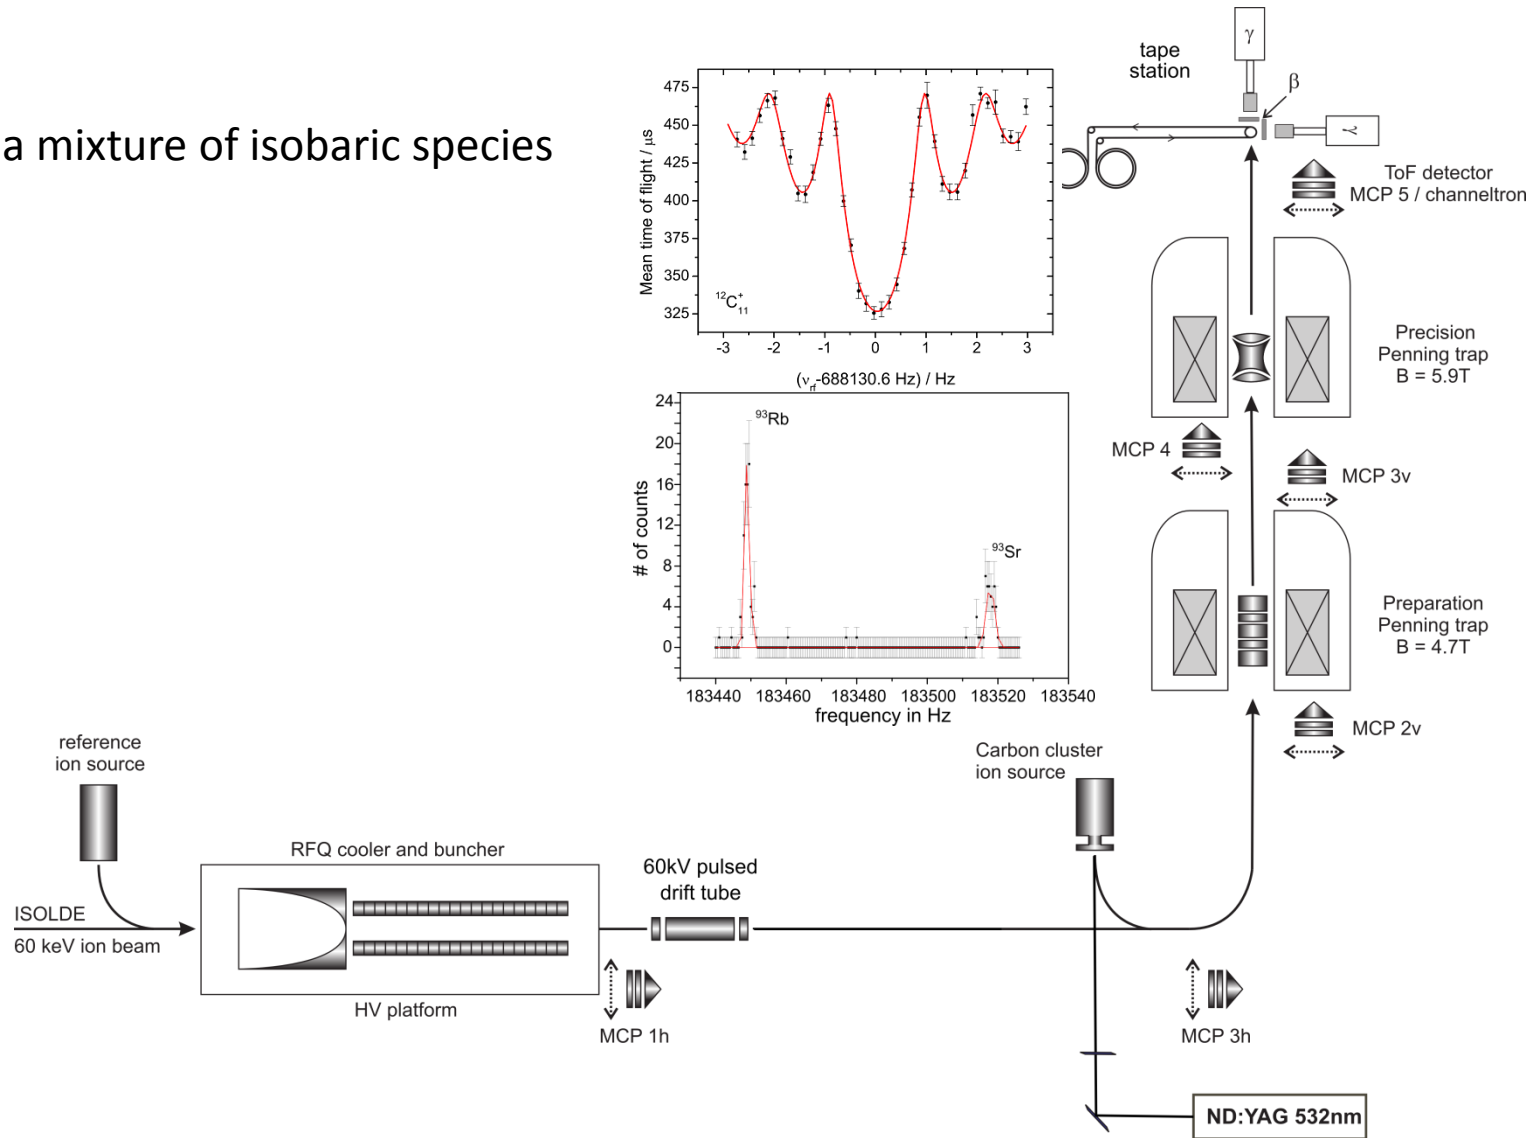 a mixture of isobaric species
475
450
425
400
375
350
325
Mean time of flight / μs
¹²C⁺₁₁
-3 -2 -1 0 1 2 3
(νrf-688130.6 Hz) / Hz
24
20
16
12
8
4
0
# of counts
⁹³Rb
⁹³Sr
183440 183460 183480 183500 183520 183540
frequency in Hz
tape
station
γ
β
γ
ToF detector
MCP 5 / channeltron
Precision
Penning trap
B = 5.9T
MCP 4
MCP 3v
Preparation
Penning trap
B = 4.7T
MCP 2v
reference
ion source
RFQ cooler and buncher
60kV pulsed
drift tube
Carbon cluster
ion source
ISOLDE
60 keV ion beam
HV platform
MCP 1h
MCP 3h
ND:YAG 532nm